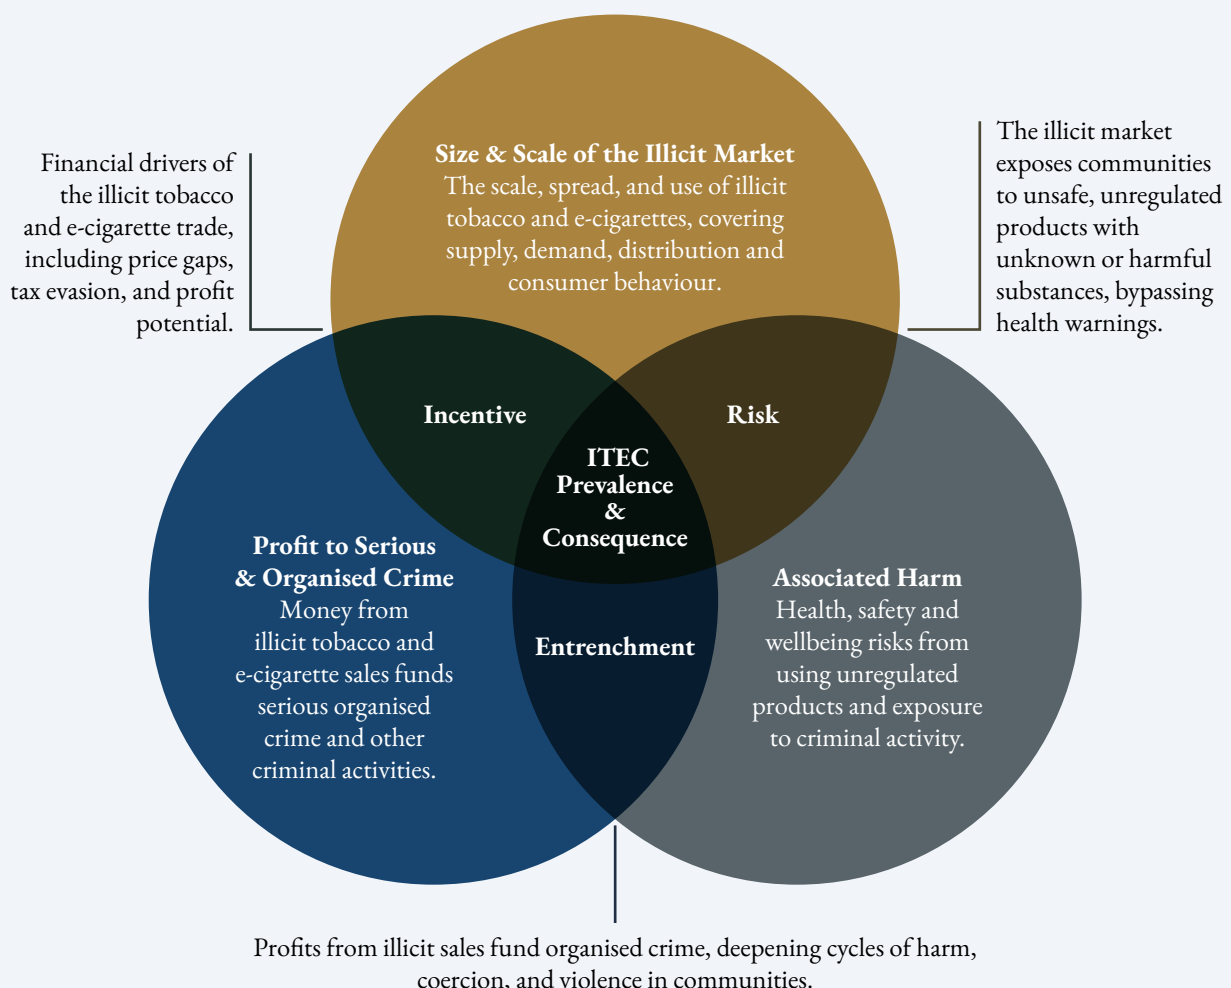 Size & Scale of the Illicit Market
The scale, spread, and use of illicit
tobacco and e-cigarettes, covering
supply, demand, distribution and
consumer behaviour.
Financial drivers of
the illicit tobacco
and e-cigarette trade,
including price gaps,
tax evasion, and profit
potential.
The illicit market
exposes communities
to unsafe, unregulated
products with
unknown or harmful
substances, bypassing
health warnings.
Incentive
Risk
ITEC
Prevalence
&
Consequence
Profit to Serious
& Organised Crime
Money from
illicit tobacco and
e-cigarette sales funds
serious organised
crime and other
criminal activities.
Entrenchment
Associated Harm
Health, safety and
wellbeing risks from
using unregulated
products and exposure
to criminal activity.
Profits from illicit sales fund organised crime, deepening cycles of harm,
coercion, and violence in communities.